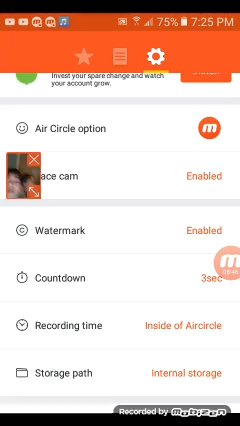 75% 7:25 PM
Invest your spare change and watch
your account grow.
Air Circle option
ace cam Enabled
Watermark Enabled
Countdown 3sec
Recording time Inside of Aircircle
Storage path Internal storage
Recorded by mobizen